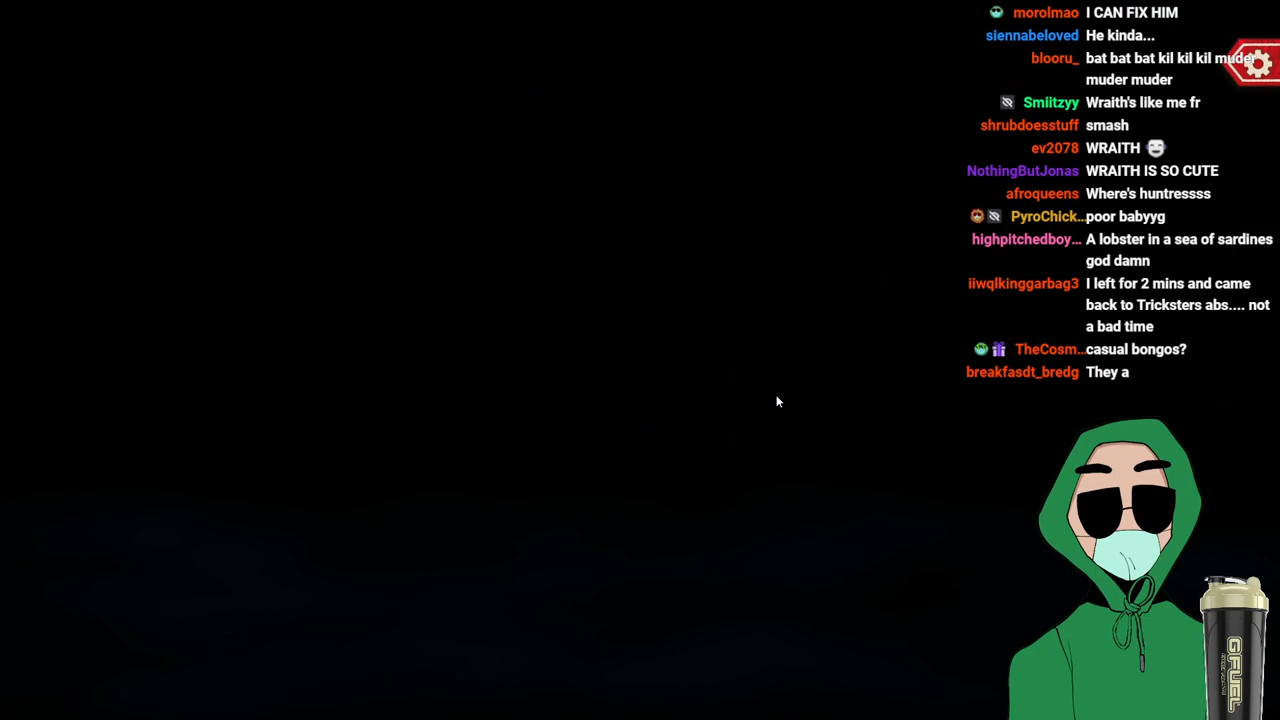 morolmao I CAN FIX HIM
siennabeloved He kinda...
blooru_ bat bat bat kil kil kil muder
muder muder
Smiitzyy Wraith's like me fr
shrubdoesstuff smash
ev2078 WRAITH
NothingButJonas WRAITH IS SO CUTE
afroqueens Where's huntressss
PyroChick... poor babyyg
highpitchedboy... A lobster in a sea of sardines
god damn
iiwqlkinggarbag3 I left for 2 mins and came
back to Tricksters abs.... not
a bad time
TheCosm... casual bongos?
breakfasdt_bredg They a
GFUEL